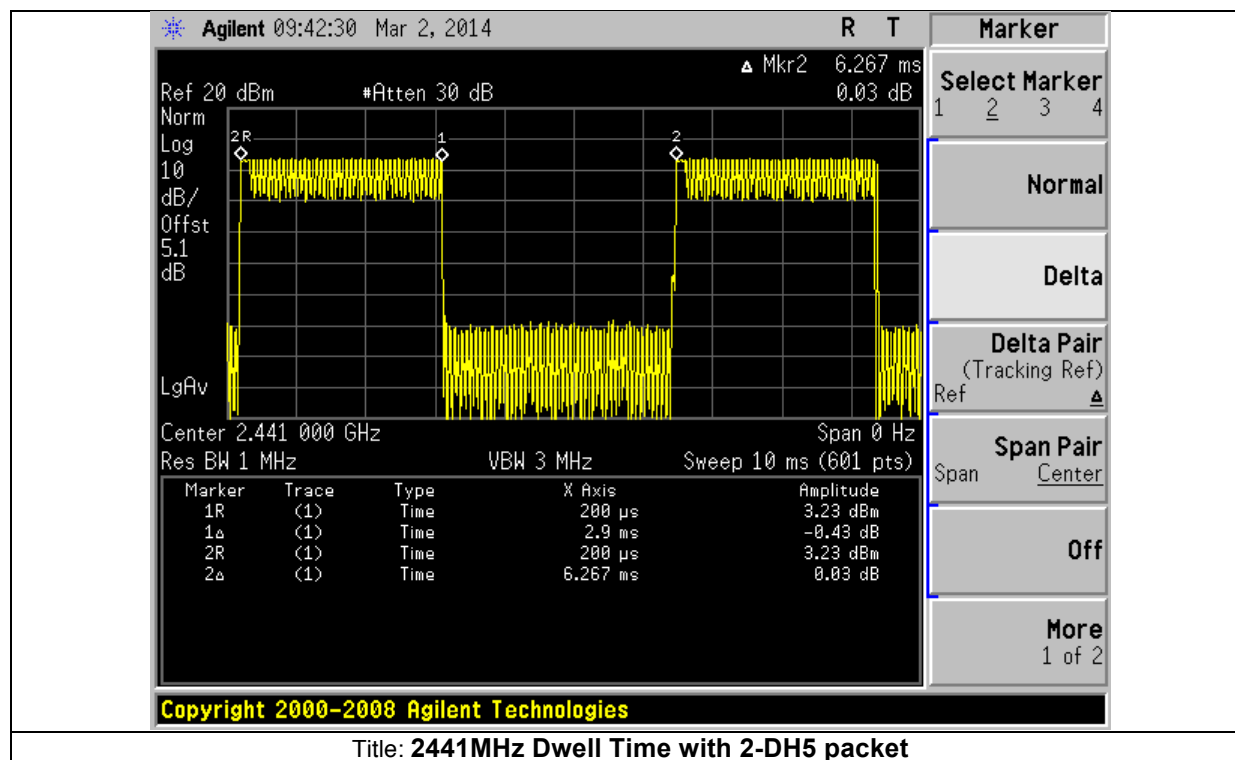 Agilent 09:42:30 Mar 2, 2014 R T
Marker
Δ Mkr2 6.267 ms
Ref 20 dBm #Atten 30 dB 0.03 dB
Norm
Log
10
dB/
Offst
5.1
dB
LgAv
2R
1
2
Center 2.441 000 GHz Span 0 Hz
Res BW 1 MHz VBW 3 MHz Sweep 10 ms (601 pts)
Marker Trace Type X Axis Amplitude
1R (1) Time 200 µs 3.23 dBm
1Δ (1) Time 2.9 ms -0.43 dB
2R (1) Time 200 µs 3.23 dBm
2Δ (1) Time 6.267 ms 0.03 dB
Select Marker
1 2 3 4
Normal
Delta
Delta Pair
(Tracking Ref)
Ref Δ
Span Pair
Span Center
Off
More
1 of 2
Copyright 2000-2008 Agilent Technologies
Title: 2441MHz Dwell Time with 2-DH5 packet